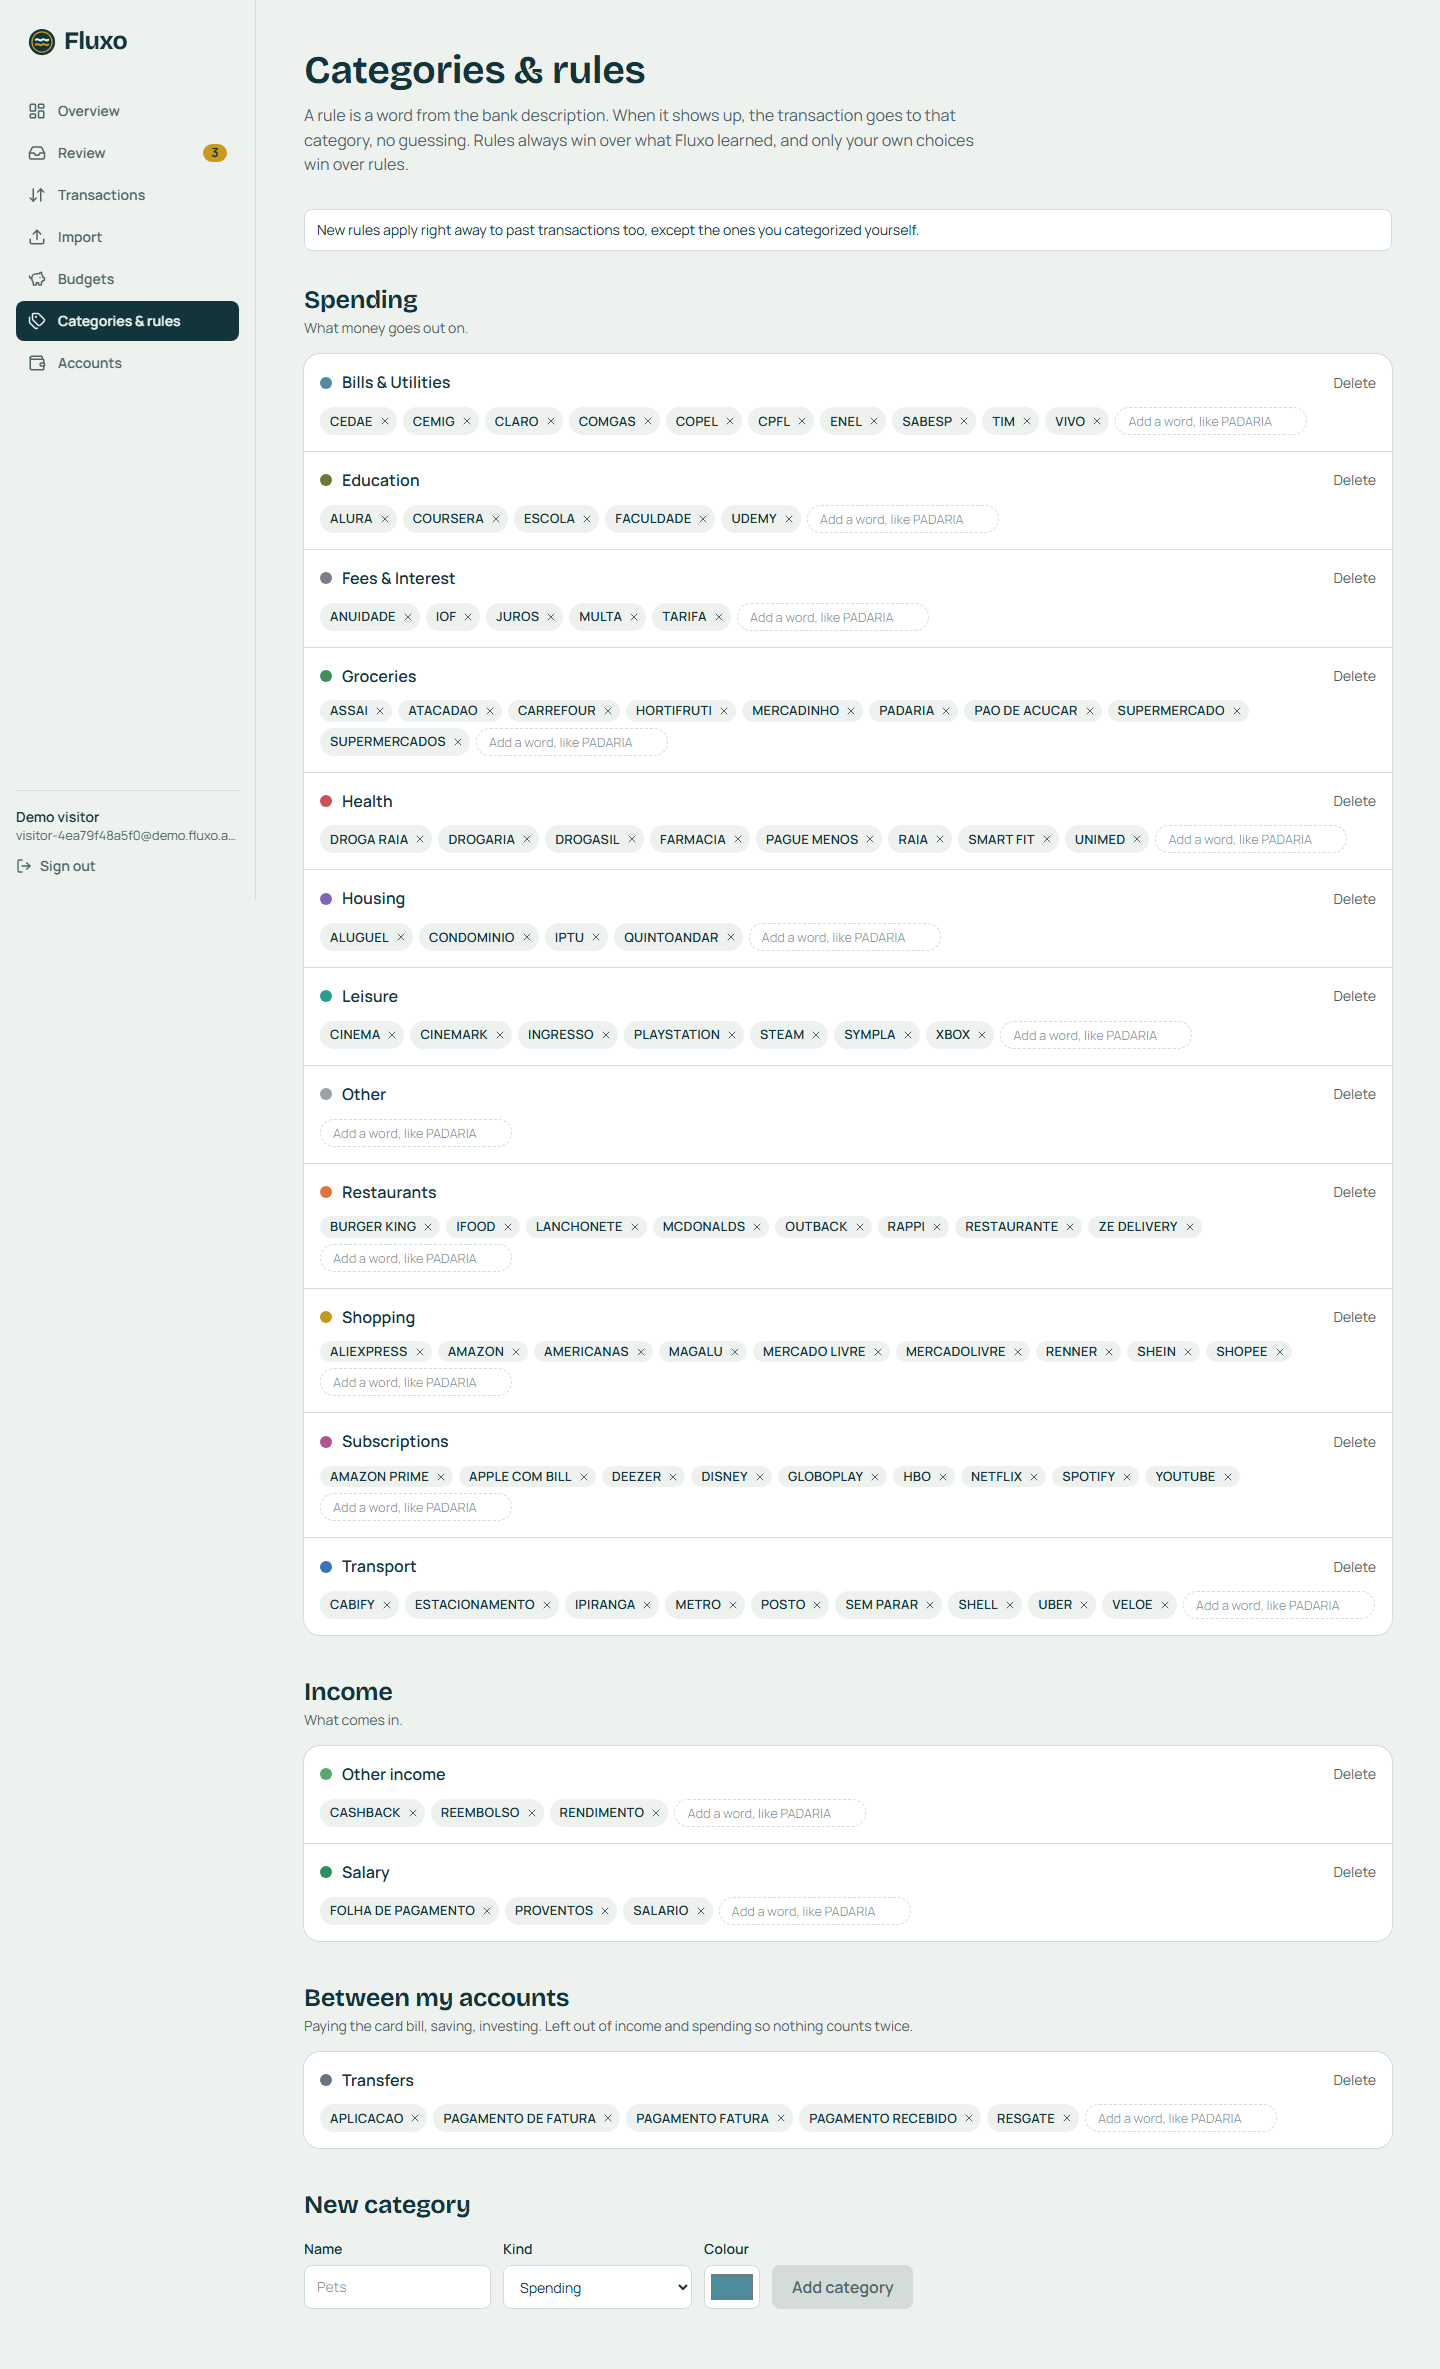 Fluxo
Overview
Review 3
Transactions
Import
Budgets
Categories & rules
Accounts
Demo visitor
visitor-4ea79f48a5f0@demo.fluxo.a...
Sign out
Categories & rules
A rule is a word from the bank description. When it shows up, the transaction goes to that
category, no guessing. Rules always win over what Fluxo learned, and only your own choices
win over rules.
New rules apply right away to past transactions too, except the ones you categorized yourself.
Spending
What money goes out on.
Bills & Utilities Delete
CEDAE × CEMIG × CLARO × COMGAS × COPEL × CPFL × ENEL × SABESP × TIM × VIVO × Add a word, like PADARIA
Education Delete
ALURA × COURSERA × ESCOLA × FACULDADE × UDEMY × Add a word, like PADARIA
Fees & Interest Delete
ANUIDADE × IOF × JUROS × MULTA × TARIFA × Add a word, like PADARIA
Groceries Delete
ASSAI × ATACADAO × CARREFOUR × HORTIFRUTI × MERCADINHO × PADARIA × PAO DE ACUCAR × SUPERMERCADO ×
SUPERMERCADOS × Add a word, like PADARIA
Health Delete
DROGA RAIA × DROGARIA × DROGASIL × FARMACIA × PAGUE MENOS × RAIA × SMART FIT × UNIMED × Add a word, like PADARIA
Housing Delete
ALUGUEL × CONDOMINIO × IPTU × QUINTOANDAR × Add a word, like PADARIA
Leisure Delete
CINEMA × CINEMARK × INGRESSO × PLAYSTATION × STEAM × SYMPLA × XBOX × Add a word, like PADARIA
Other Delete
Add a word, like PADARIA
Restaurants Delete
BURGER KING × IFOOD × LANCHONETE × MCDONALDS × OUTBACK × RAPPI × RESTAURANTE × ZE DELIVERY ×
Add a word, like PADARIA
Shopping Delete
ALIEXPRESS × AMAZON × AMERICANAS × MAGALU × MERCADO LIVRE × MERCADOLIVRE × RENNER × SHEIN × SHOPEE ×
Add a word, like PADARIA
Subscriptions Delete
AMAZON PRIME × APPLE COM BILL × DEEZER × DISNEY × GLOBOPLAY × HBO × NETFLIX × SPOTIFY × YOUTUBE ×
Add a word, like PADARIA
Transport Delete
CABIFY × ESTACIONAMENTO × IPIRANGA × METRO × POSTO × SEM PARAR × SHELL × UBER × VELOE × Add a word, like PADARIA
Income
What comes in.
Other income Delete
CASHBACK × REEMBOLSO × RENDIMENTO × Add a word, like PADARIA
Salary Delete
FOLHA DE PAGAMENTO × PROVENTOS × SALARIO × Add a word, like PADARIA
Between my accounts
Paying the card bill, saving, investing. Left out of income and spending so nothing counts twice.
Transfers Delete
APLICACAO × PAGAMENTO DE FATURA × PAGAMENTO FATURA × PAGAMENTO RECEBIDO × RESGATE × Add a word, like PADARIA
New category
Name Kind Colour
Pets Spending Add category